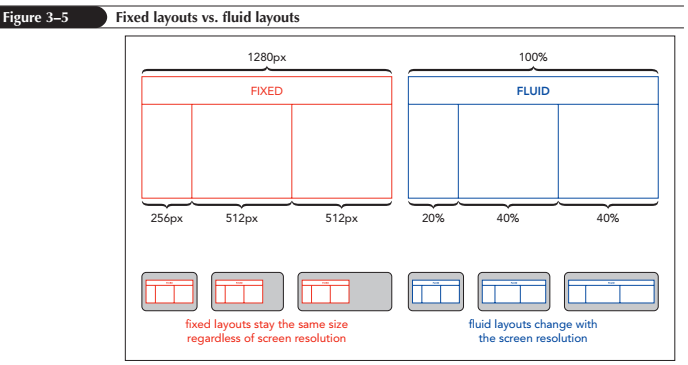 Figure 3–5 Fixed layouts vs. fluid layouts
1280px
100%
FIXED
FLUID
256px 512px 512px
20% 40% 40%
fixed layouts stay the same size
regardless of screen resolution
fluid layouts change with
the screen resolution